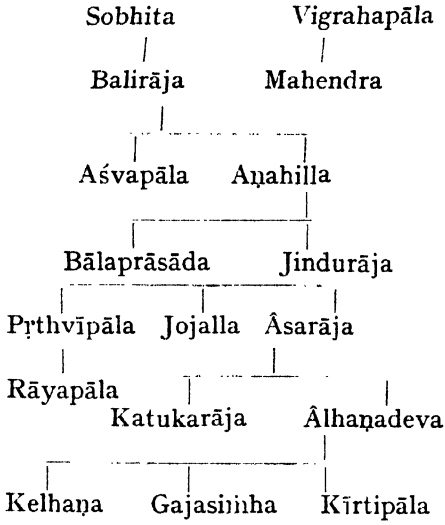 Sobhita Vigrahapāla
Balirāja Mahendra
Aśvapāla Aṇahilla
Bālaprāsāda Jindurāja
Pṛthvīpāla Jojalla Âsarāja
Rāyapāla
Katukarāja Âlhaṇadeva
Kelhaṇa Gajasiṁha Kīrtipāla